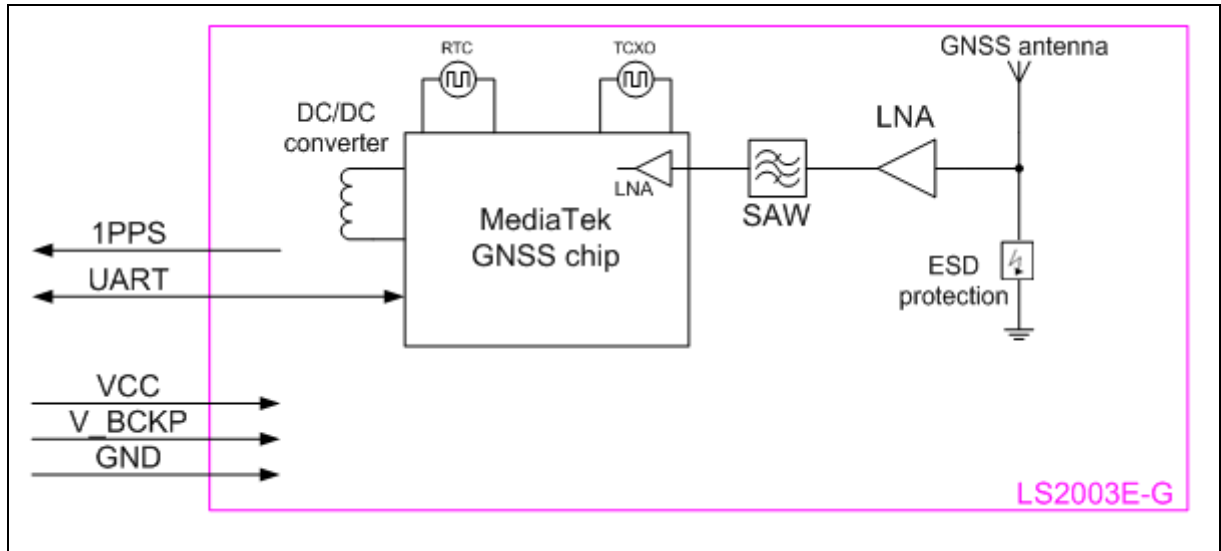 RTC
TCXO
GNSS antenna
DC/DC
converter
LNA
LNA
SAW
MediaTek
GNSS chip
1PPS
UART
ESD
protection
VCC
V_BCKP
GND
LS2003E-G